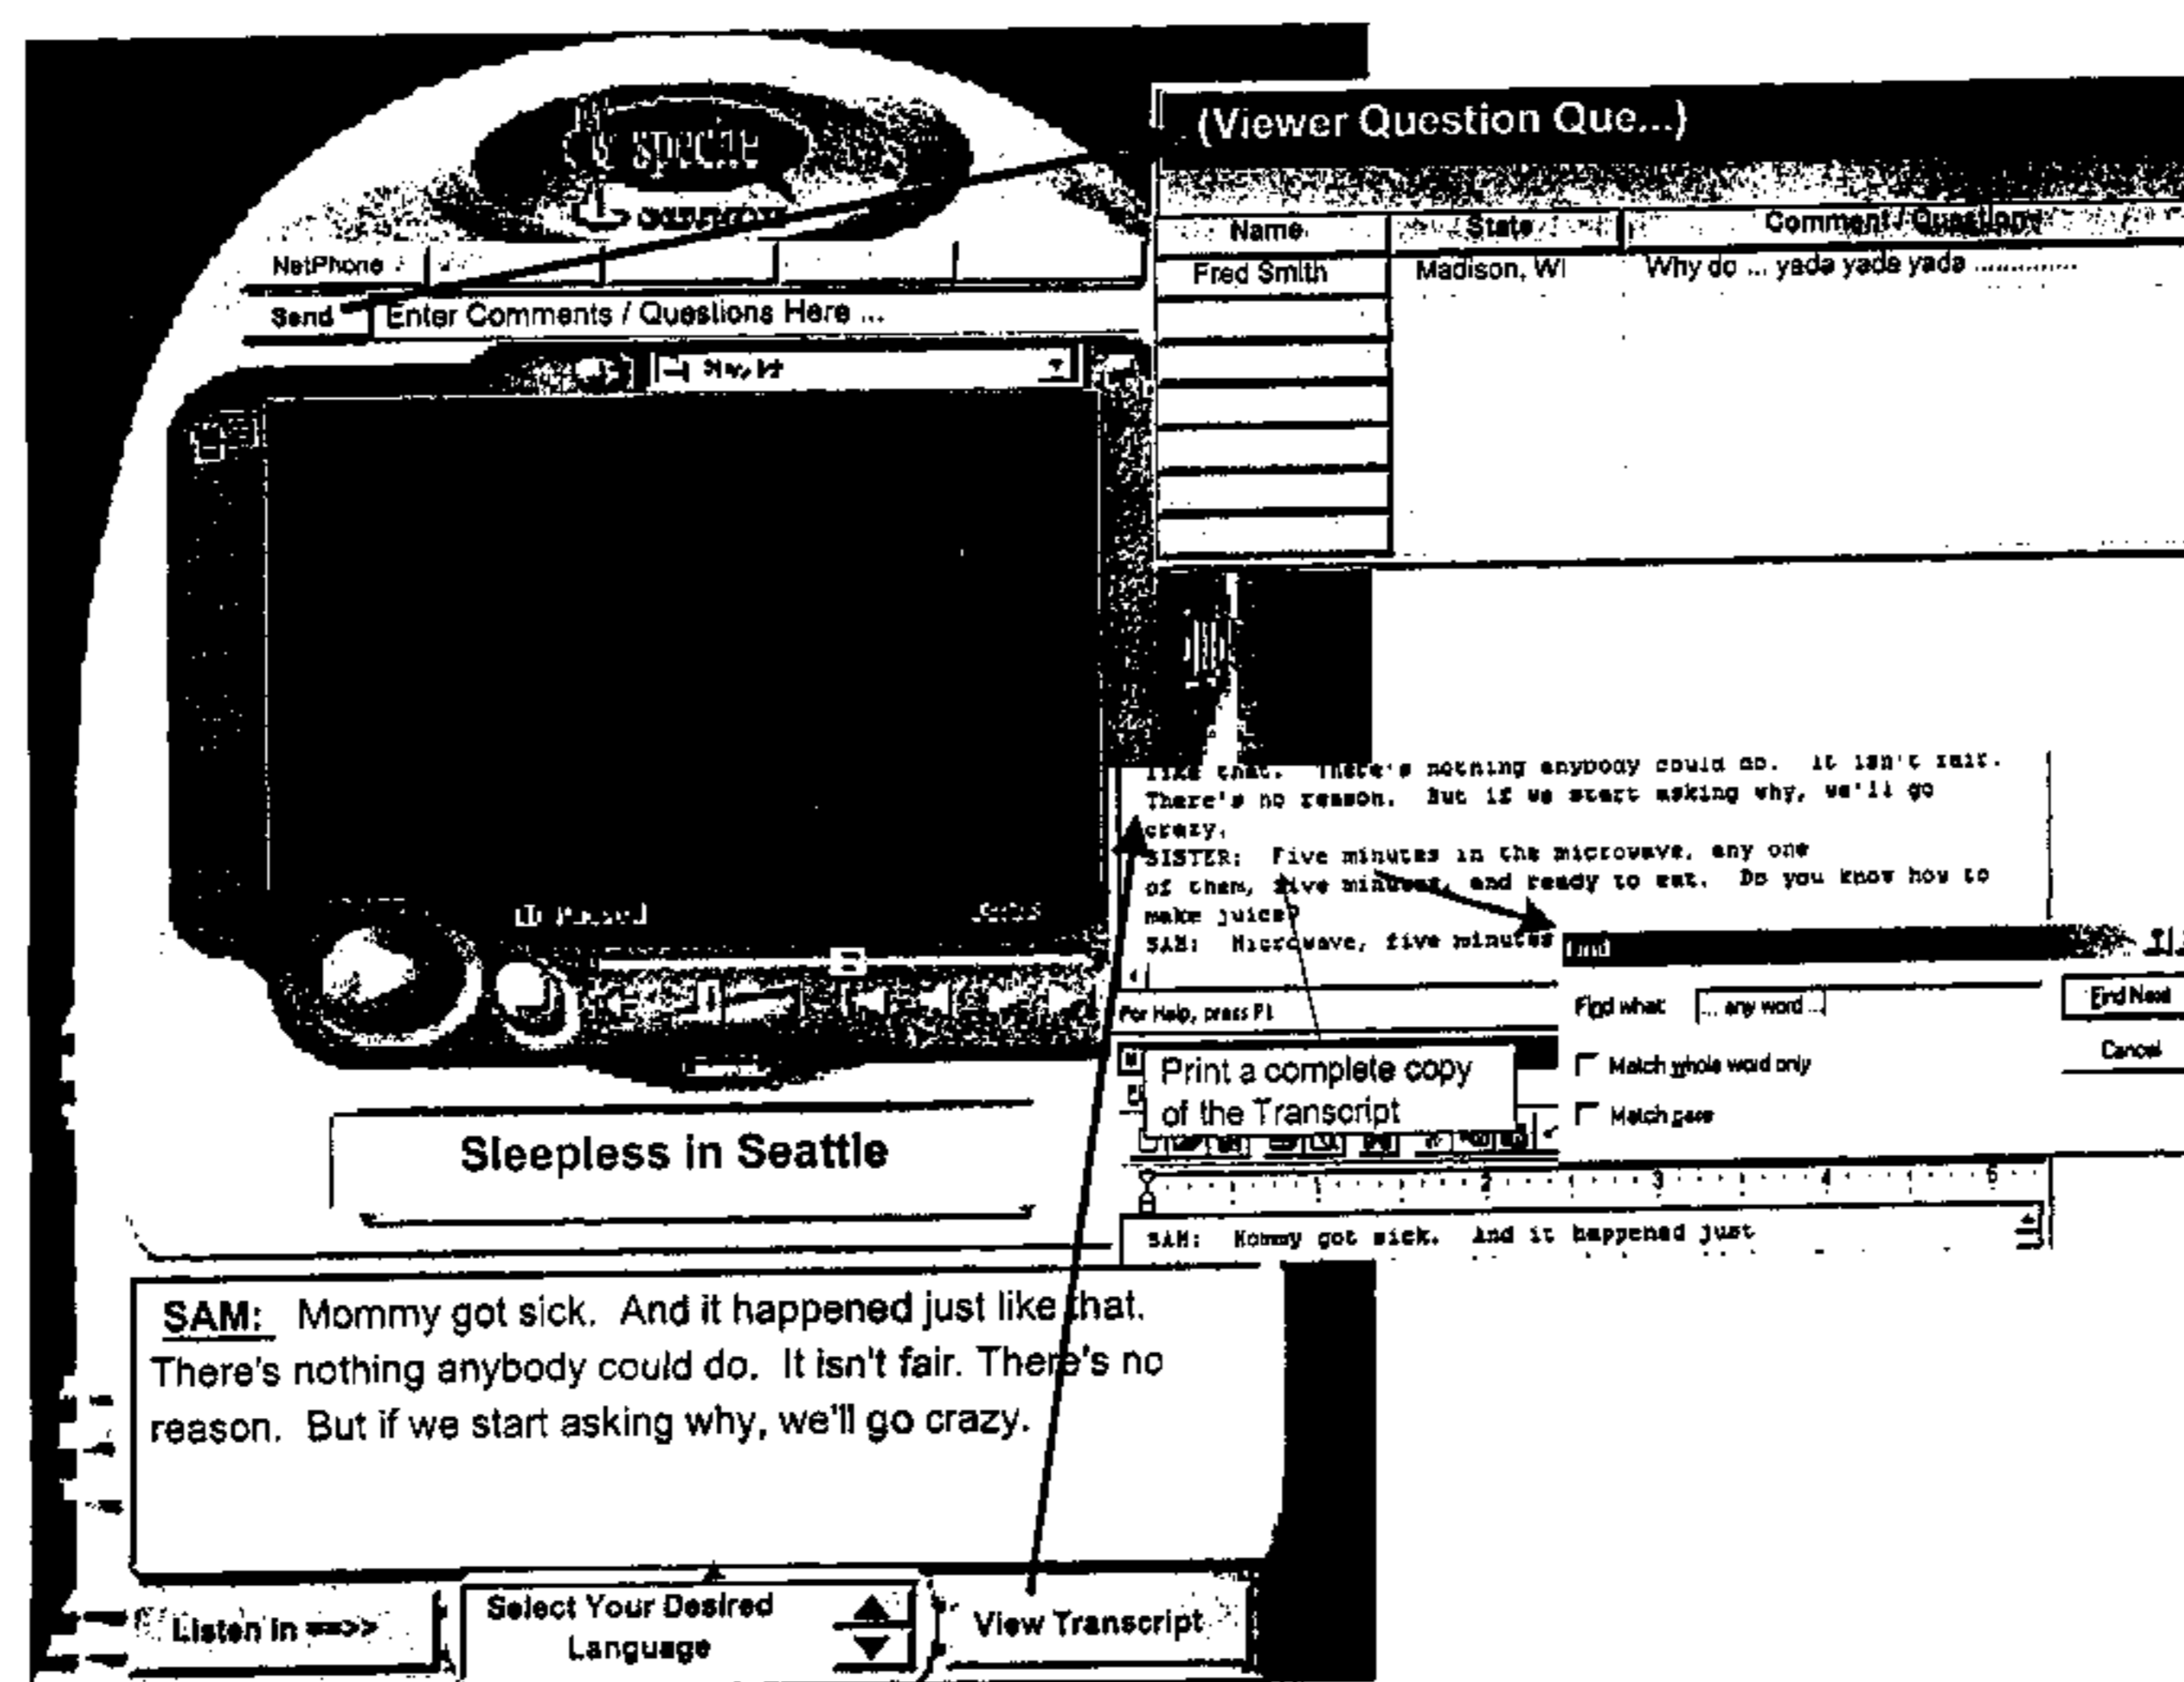 (Viewer Question Que...)
Name State Comment / Question
Fred Smith Madison, WI Why do ... yada yada yada ............
NetPhone
Send Enter Comments / Questions Here ...
Paused
like that. There's nothing anybody could do. It isn't fair.
There's no reason. But if we start asking why, we'll go
crazy.
SISTER: Five minutes in the microwave, any one
of them, five minutes, and ready to eat. Do you know how to
make juice?
SAM: Microwave, five minutes
For Help, press F1
Find
Find what: ... any word ...
Find Next
Match whole word only
Cancel
Match case
Print a complete copy
of the Transcript
2 3 4 5
SAM: Mommy got sick. And it happened just
Sleepless in Seattle
SAM: Mommy got sick. And it happened just like that.
There's nothing anybody could do. It isn't fair. There's no
reason. But if we start asking why, we'll go crazy.
Listen in ==>>
Select Your Desired
Language
View Transcript